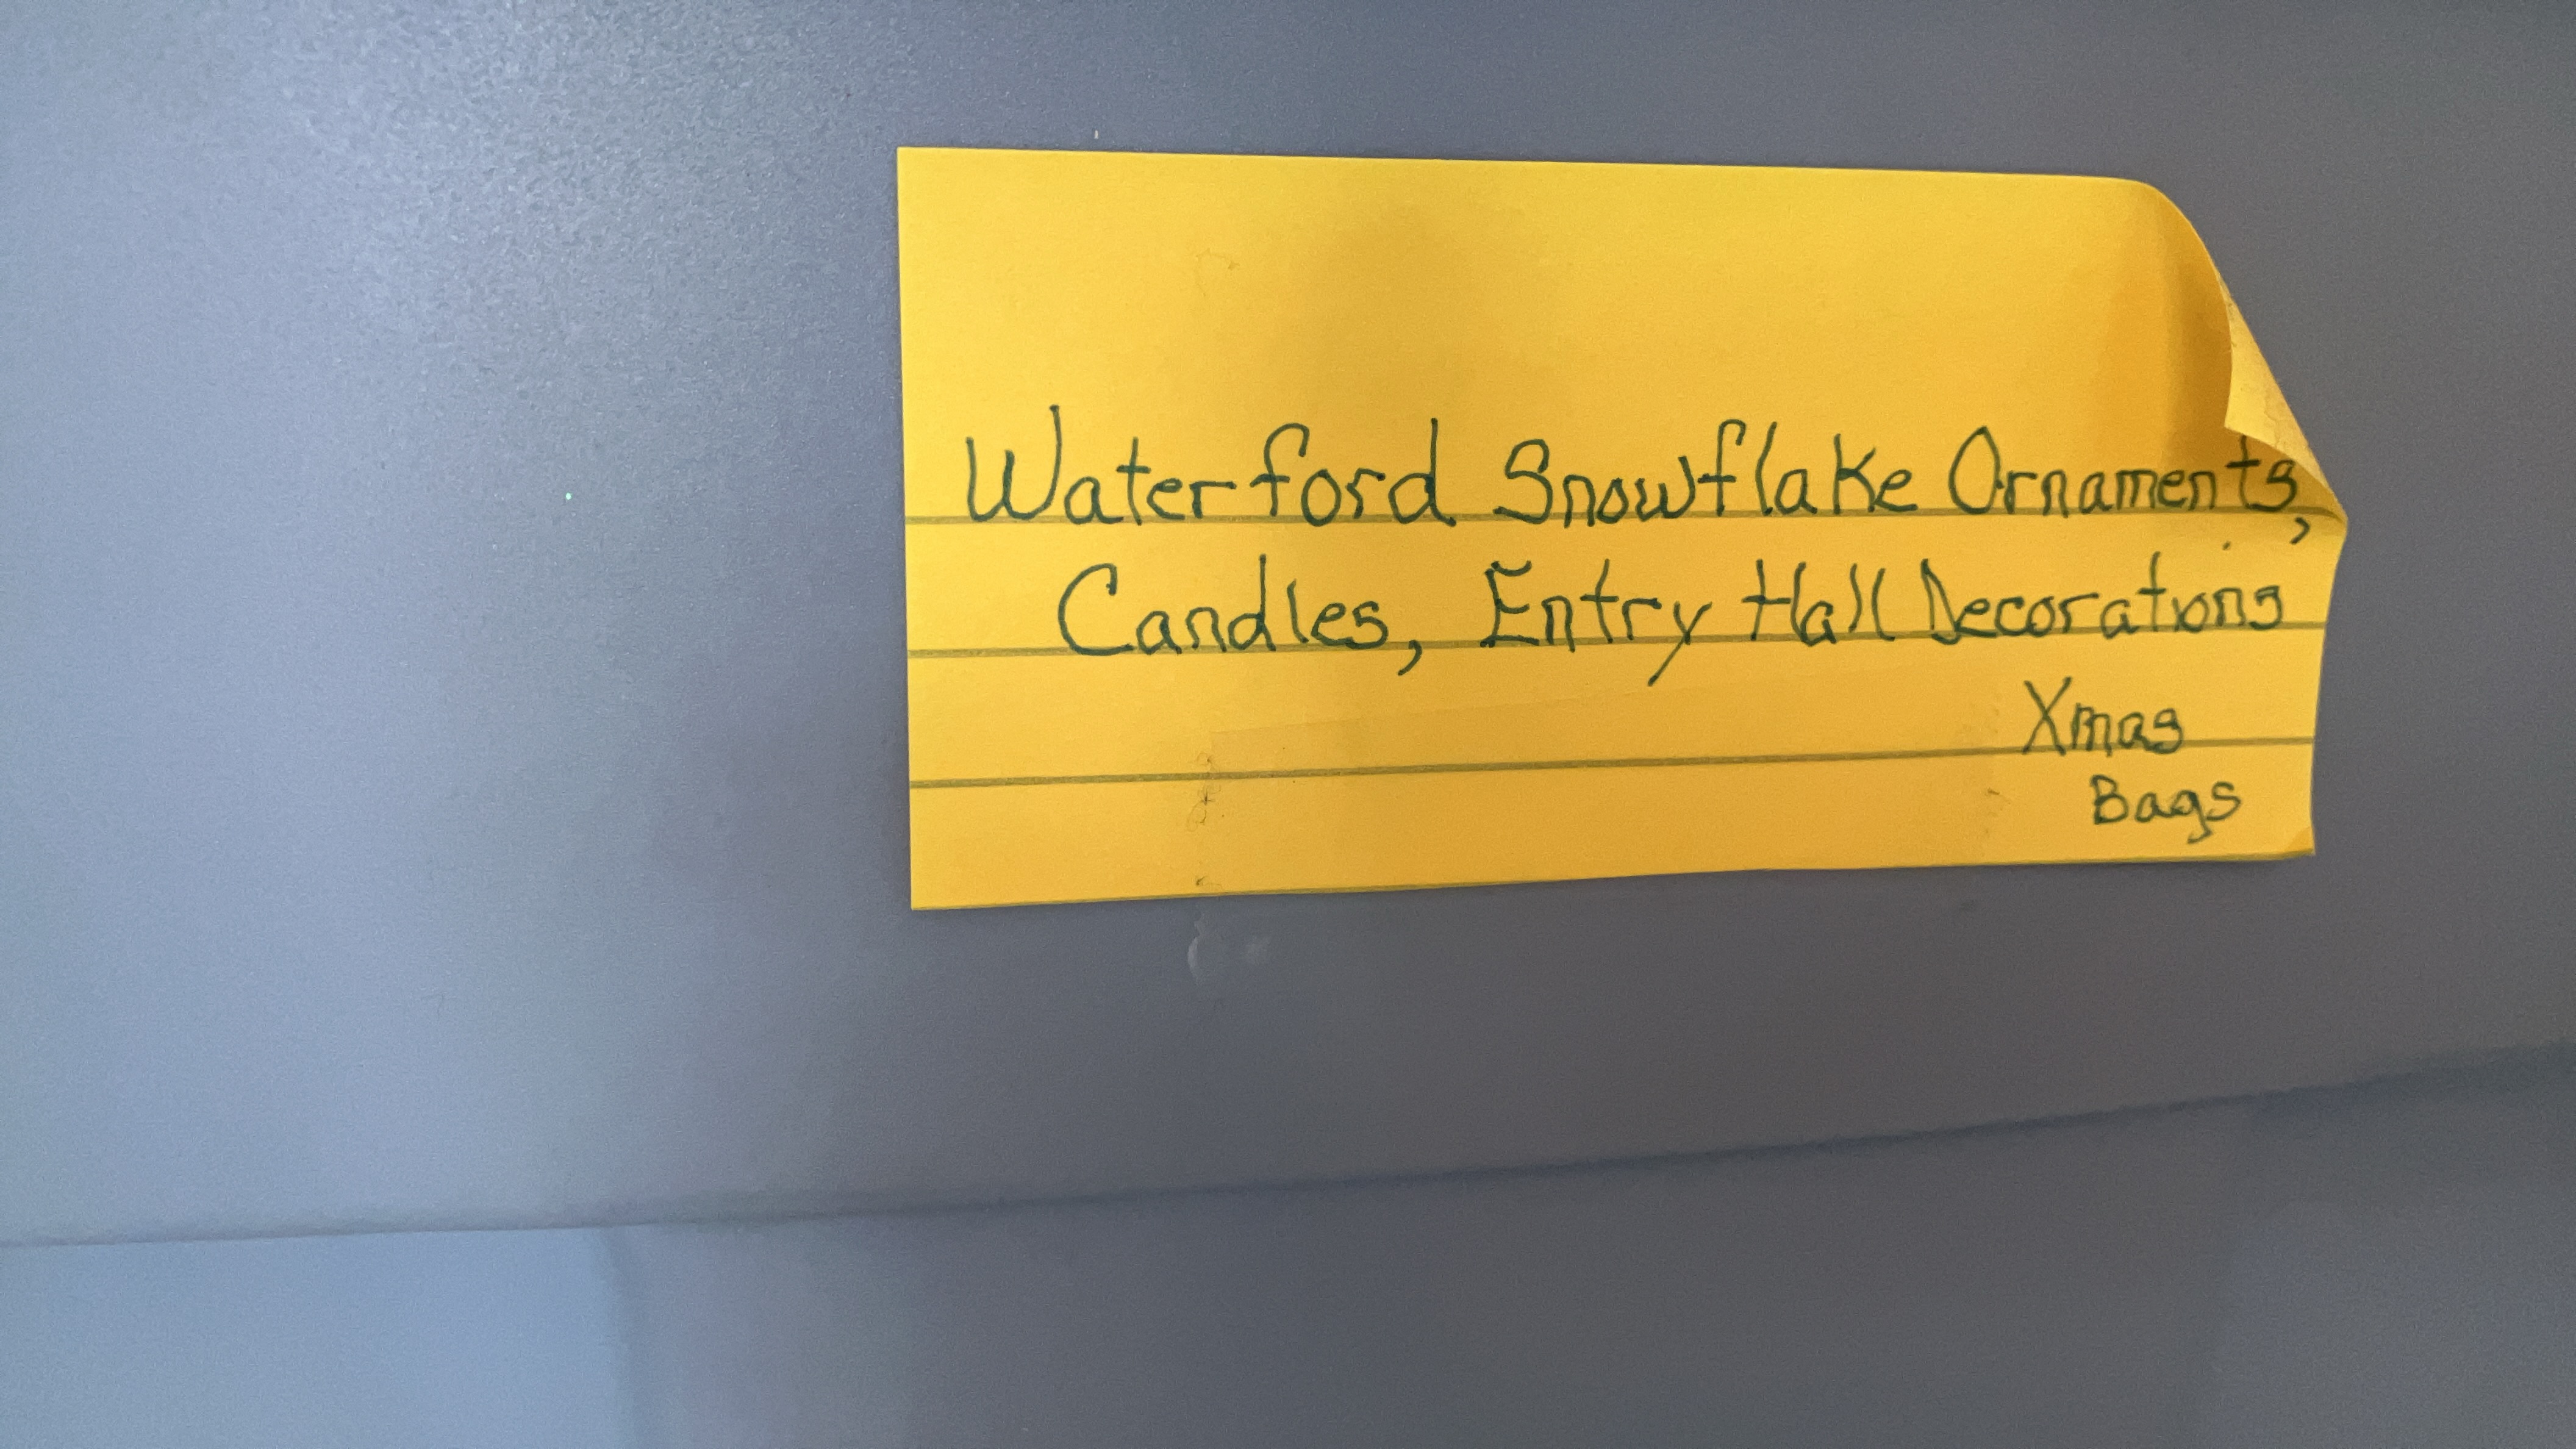 Waterford Snowflake Ornaments,
Candles, Entry Hall Decorations
Xmas
Bags